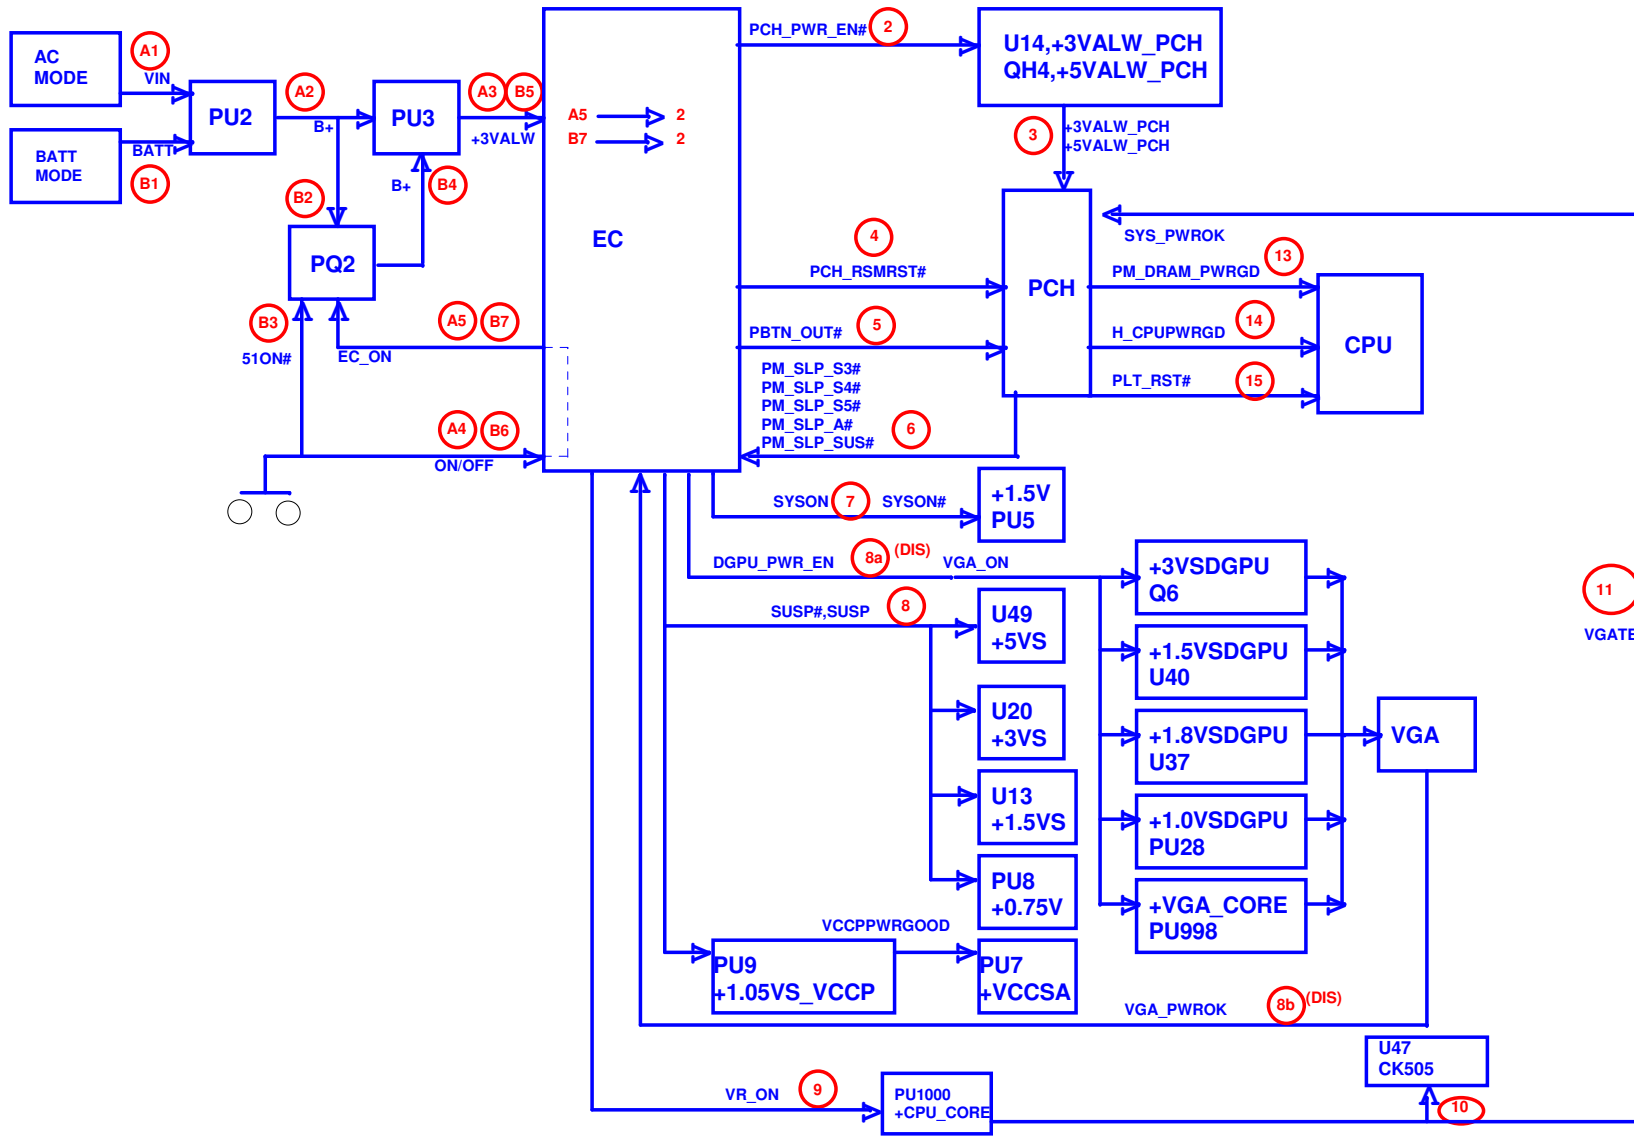 AC
MODE
A1
VIN
BATT
MODE
BATT
B1
PU2
A2
B+
PU3
A3
B5
+3VALW
B2
B+
B4
PQ2
B3
51ON#
EC_ON
A5
B7
A4
B6
ON/OFF
A5
2
B7
2
EC
PCH_PWR_EN#
2
U14,+3VALW_PCH
QH4,+5VALW_PCH
3
+3VALW_PCH
+5VALW_PCH
4
PCH_RSMRST#
PBTN_OUT#
5
PM_SLP_S3#
PM_SLP_S4#
PM_SLP_S5#
PM_SLP_A#
PM_SLP_SUS#
6
PCH
SYS_PWROK
PM_DRAM_PWRGD
13
H_CPUPWRGD
14
PLT_RST#
15
CPU
SYSON
7
SYSON#
+1.5V
PU5
DGPU_PWR_EN
8a
(DIS)
VGA_ON
SUSP#,SUSP
8
U49
+5VS
U20
+3VS
U13
+1.5VS
PU8
+0.75V
VCCPPWRGOOD
PU9
+1.05VS_VCCP
PU7
+VCCSA
+3VSDGPU
Q6
+1.5VSDGPU
U40
+1.8VSDGPU
U37
+1.0VSDGPU
PU28
+VGA_CORE
PU998
VGA
11
VGATE
VGA_PWROK
8b
(DIS)
U47
CK505
10
VR_ON
9
PU1000
+CPU_CORE